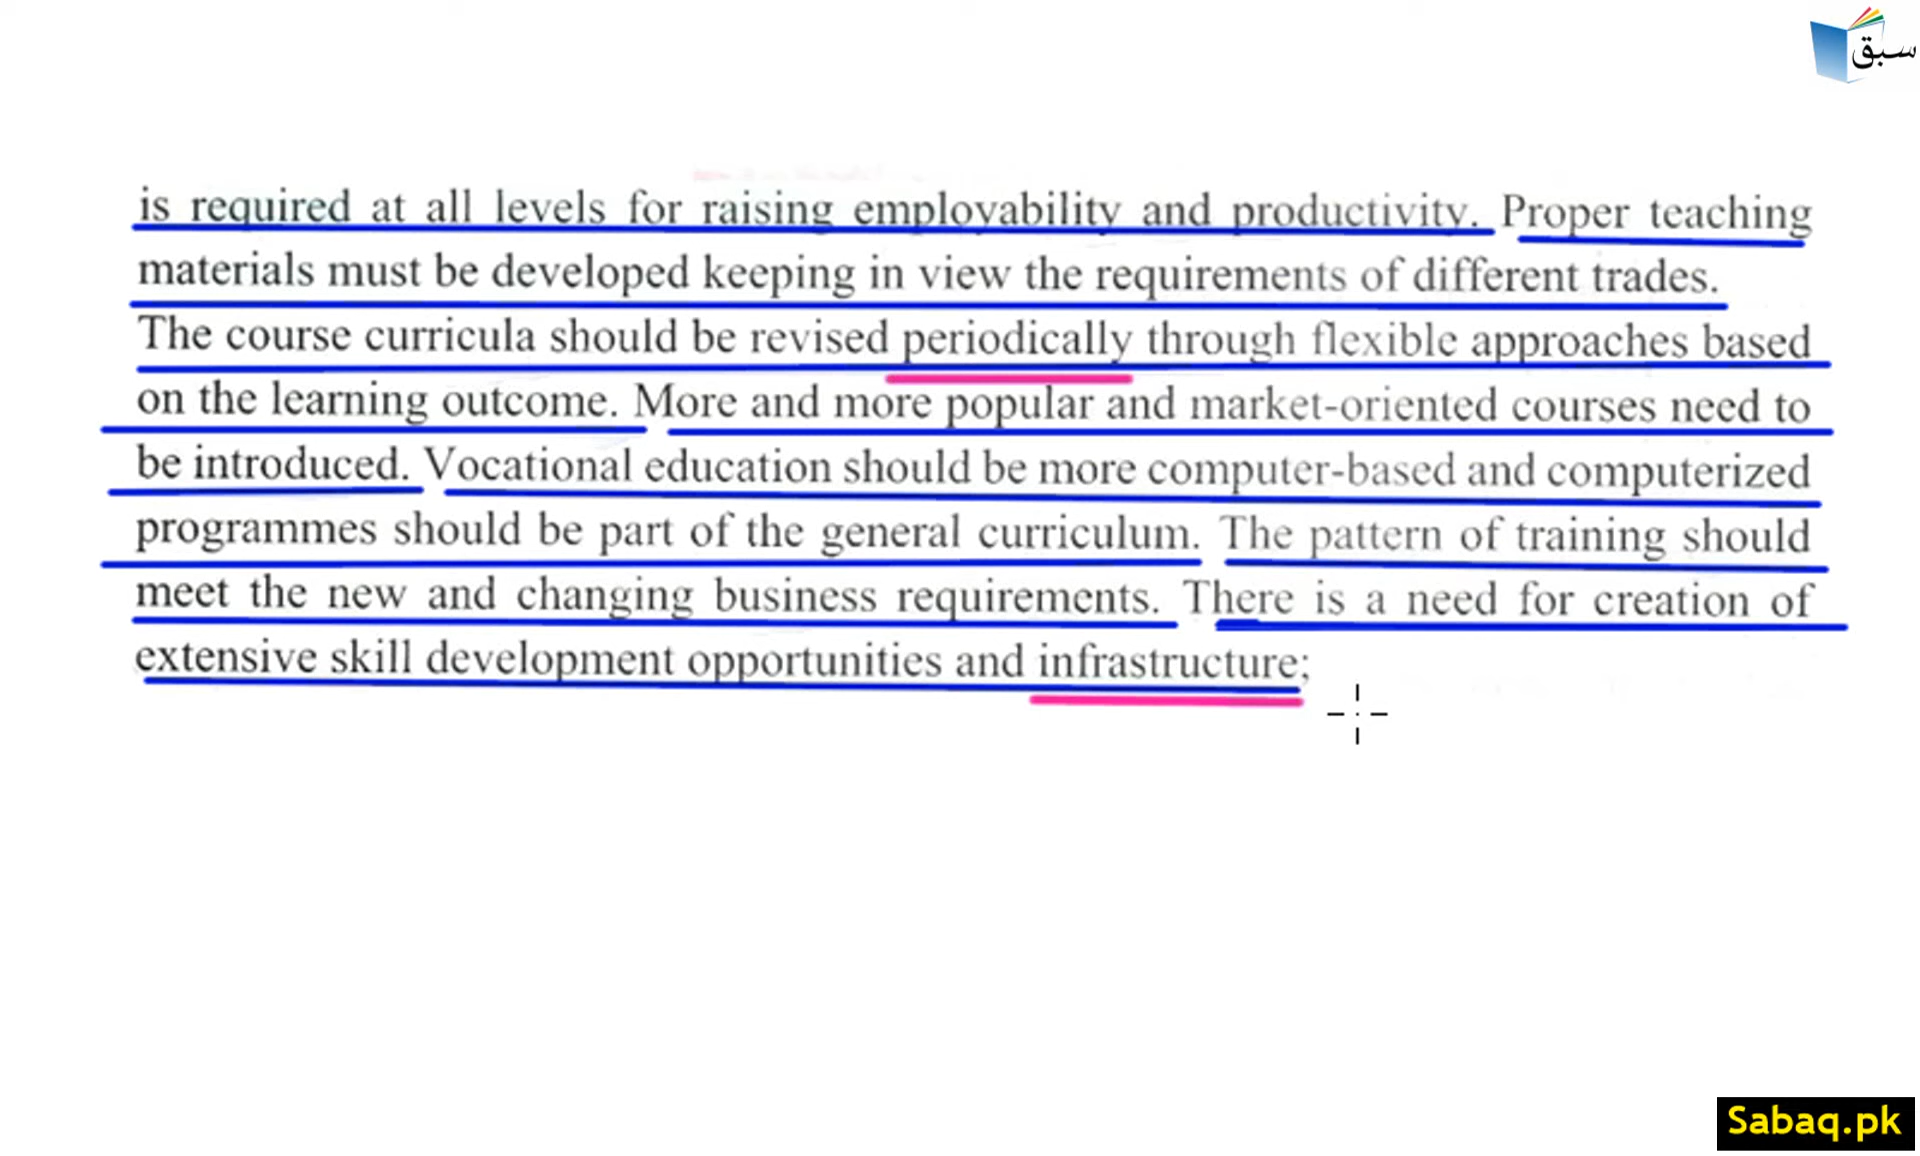 سبق
is required at all levels for raising employability and productivity. Proper teaching
materials must be developed keeping in view the requirements of different trades.
The course curricula should be revised periodically through flexible approaches based
on the learning outcome. More and more popular and market-oriented courses need to
be introduced. Vocational education should be more computer-based and computerized
programmes should be part of the general curriculum. The pattern of training should
meet the new and changing business requirements. There is a need for creation of
extensive skill development opportunities and infrastructure;
Sabaq.pk